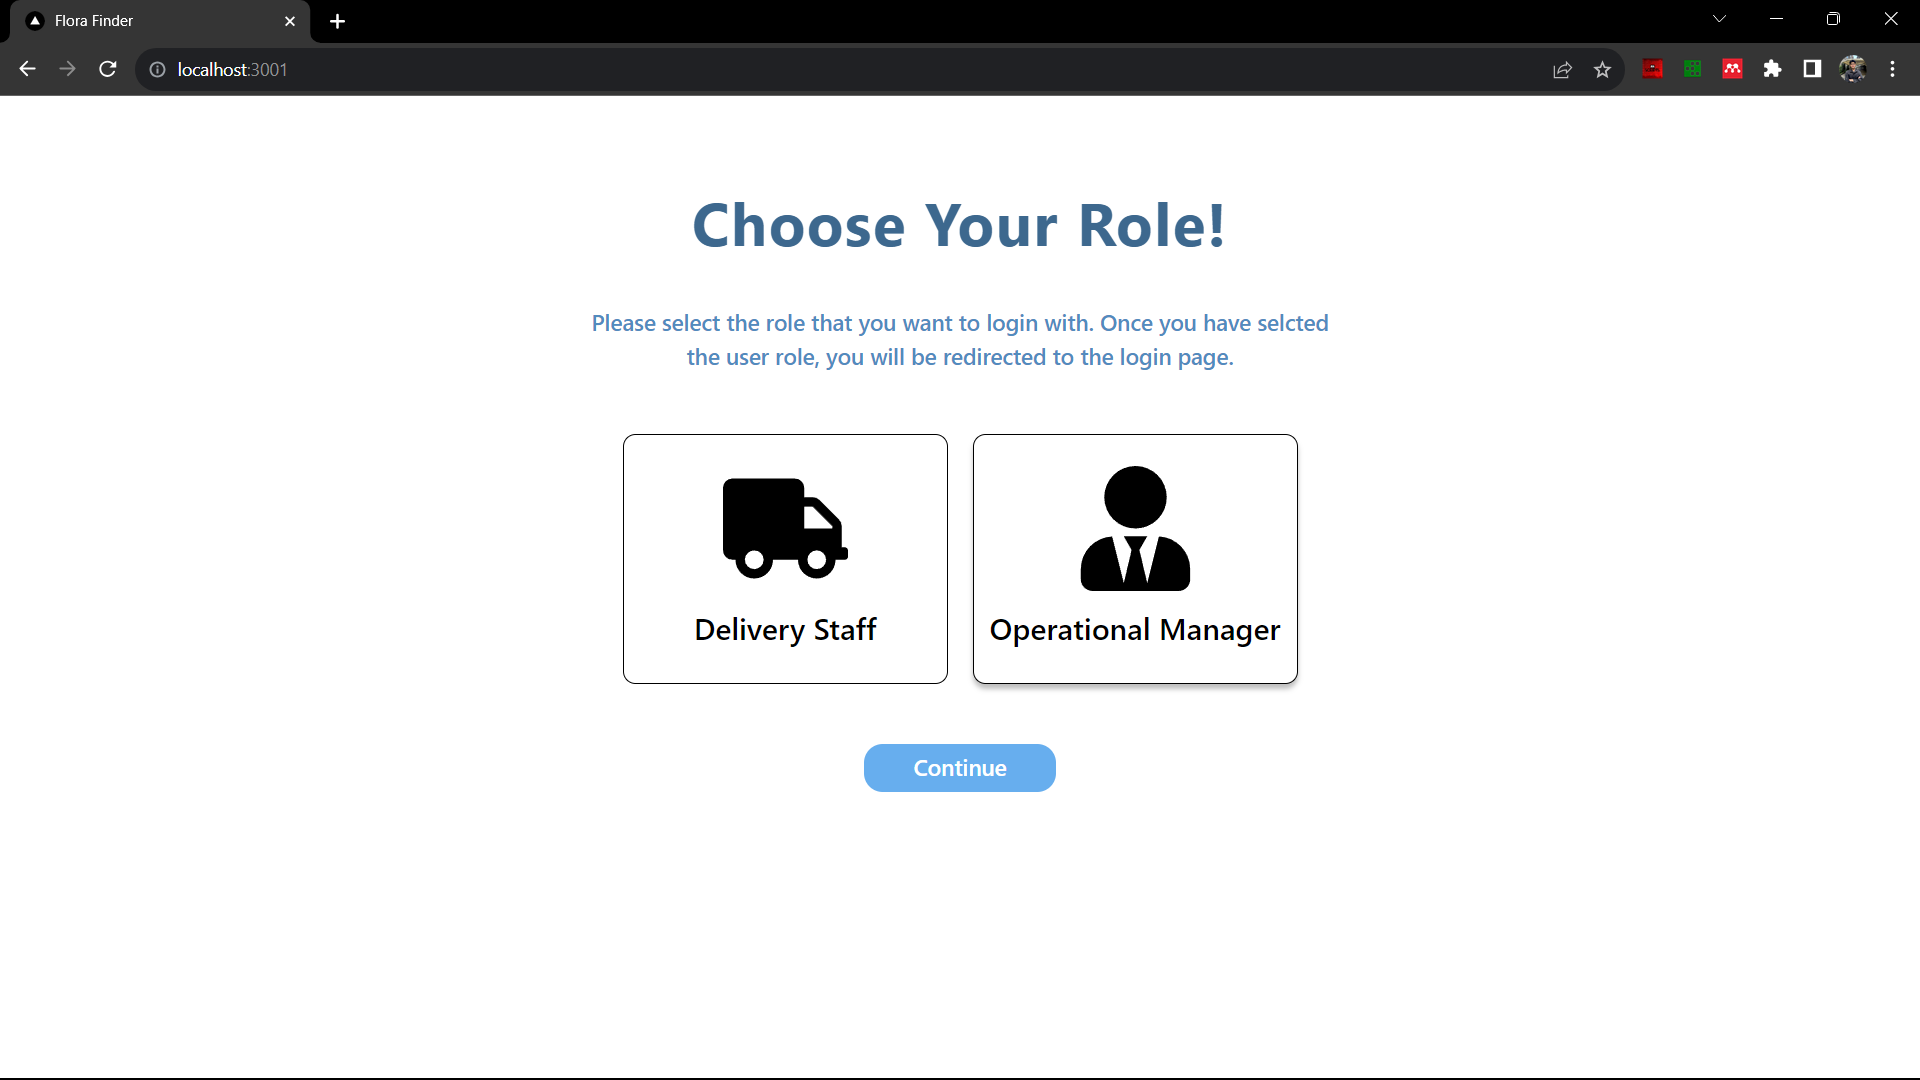 Flora Finder
localhost:3001
Choose Your Role!
Please select the role that you want to login with. Once you have selcted
the user role, you will be redirected to the login page.
Delivery Staff
Operational Manager
Continue